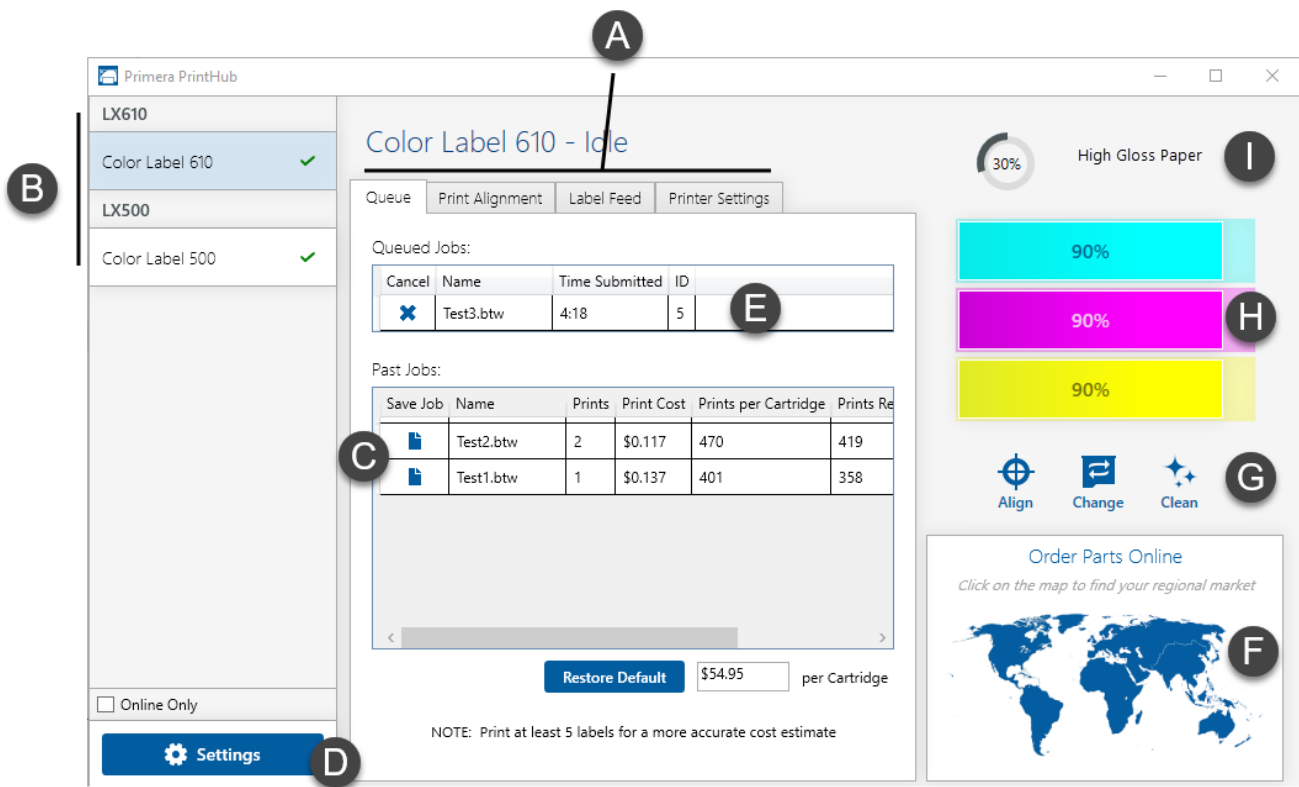 A
Primera PrintHub
B
LX610
Color Label 610
LX500
Color Label 500
Color Label 610 - Idle
Queue Print Alignment Label Feed Printer Settings
Queued Jobs:
Cancel Name Time Submitted ID
Test3.btw 4:18 5
E
Past Jobs:
Save Job Name Prints Print Cost Prints per Cartridge Prints Re
Test2.btw 2 $0.117 470 419
C
Test1.btw 1 $0.137 401 358
Restore Default $54.95 per Cartridge
NOTE: Print at least 5 labels for a more accurate cost estimate
Online Only
Settings
D
30% High Gloss Paper I
90%
90% H
90%
Align Change Clean G
Order Parts Online
Click on the map to find your regional market
F